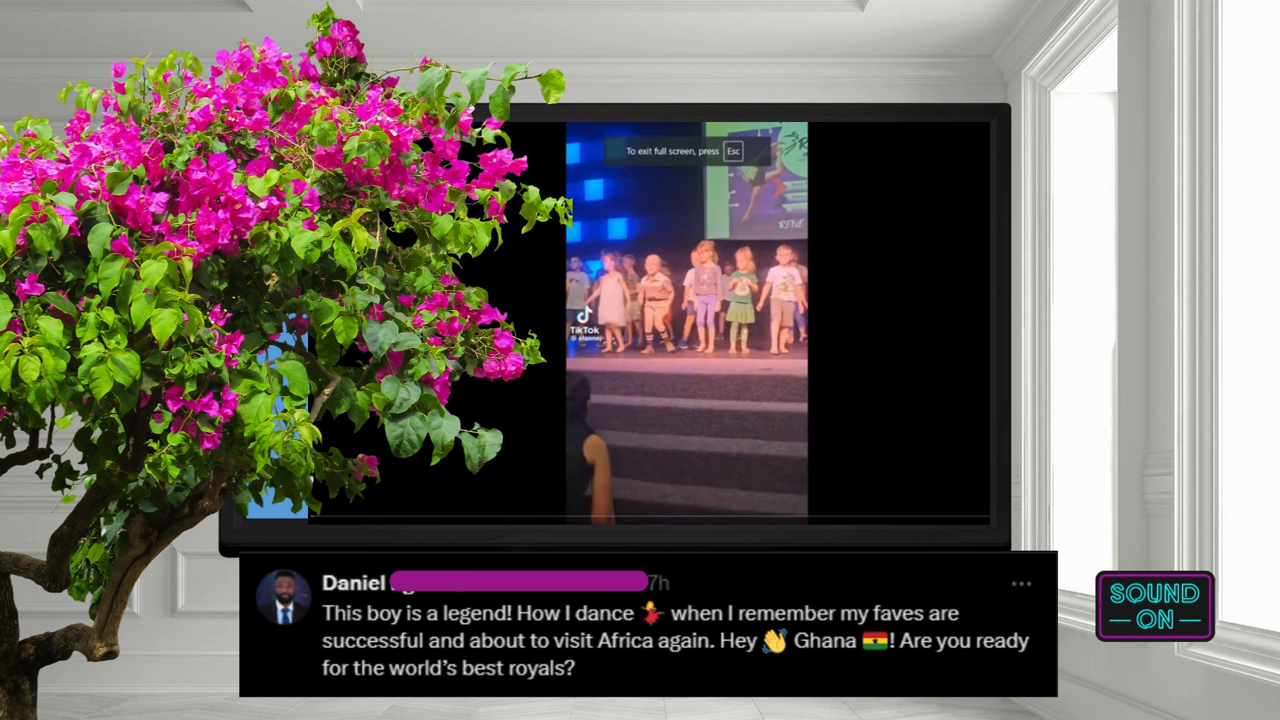 To exit full screen, press Esc
RENE
TikTok
Daniel
7h
This boy is a legend! How I dance 💃 when I remember my faves are
successful and about to visit Africa again. Hey 👋 Ghana 🇬🇭! Are you ready
for the world’s best royals?
SOUND
ON